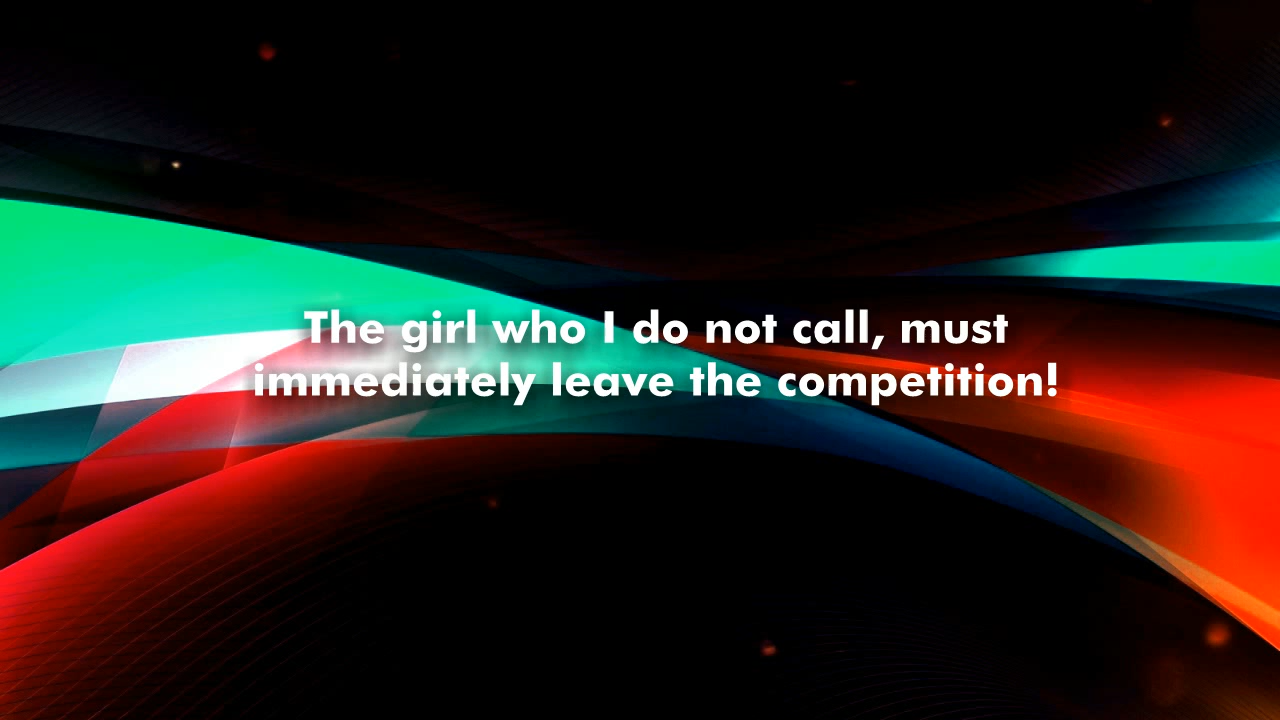 The girl who I do not call, must
immediately leave the competition!